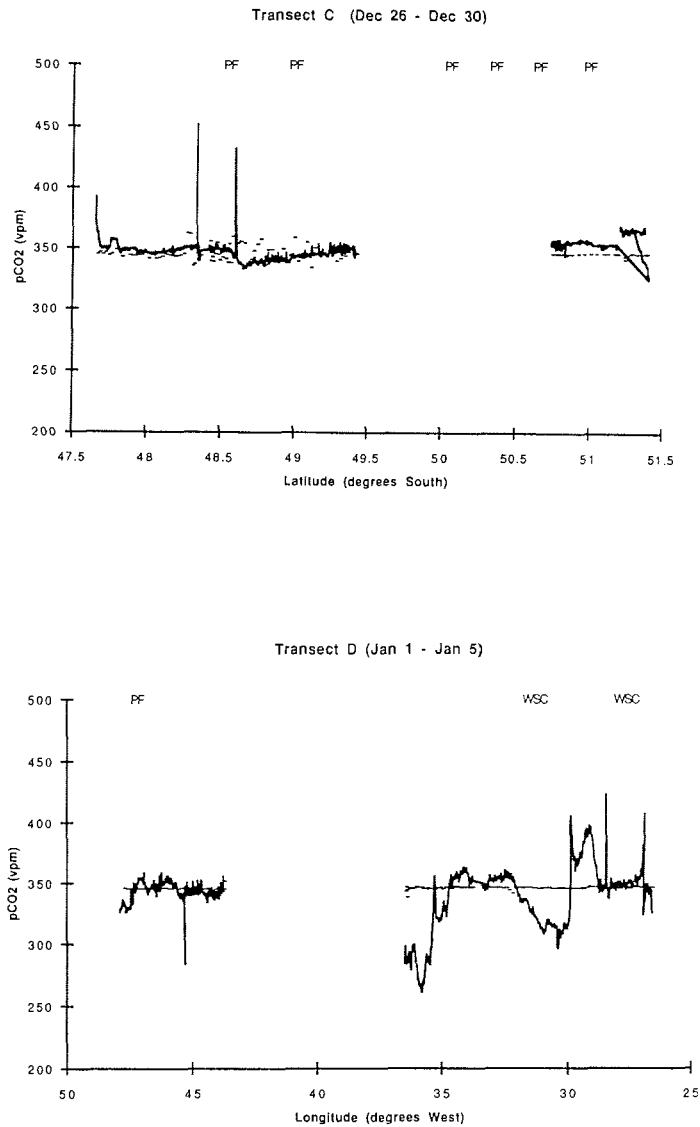 Transect C (Dec 26 - Dec 30)
PF PF PF PF PF PF
500
450
400
350
300
250
200
pCO2 (vpm)
47.5 48 48.5 49 49.5 50 50.5 51 51.5
Latitude (degrees South)
Transect D (Jan 1 - Jan 5)
PF WSC WSC
500
450
400
350
300
250
200
pCO2 (vpm)
50 45 40 35 30 25
Longitude (degrees West)